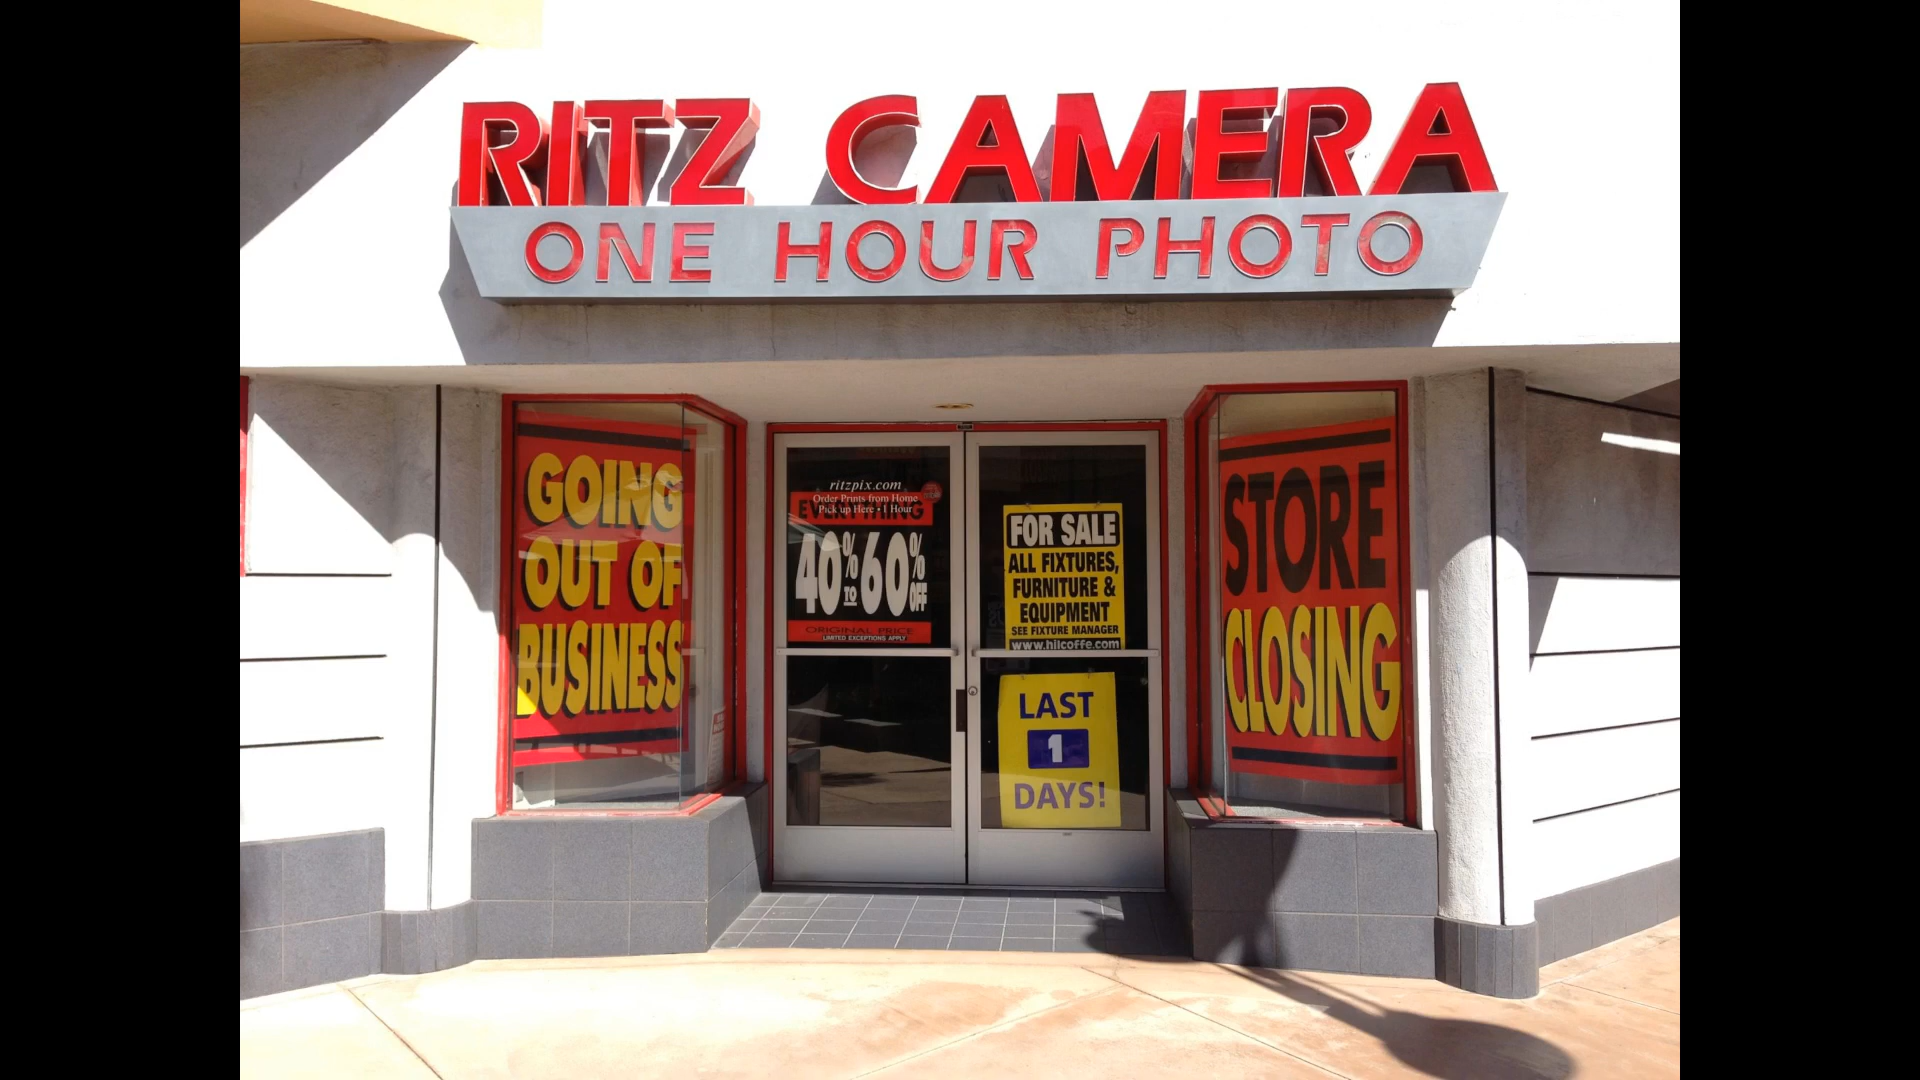 RITZ CAMERA
ONE HOUR PHOTO
GOING
OUT OF
BUSINESS
ritzpix.com
Order Prints from Home
Pick up Here • 1 Hour
EVERYTHING
40% TO 60% OFF
ORIGINAL PRICE
LIMITED EXCEPTIONS APPLY
FOR SALE
ALL FIXTURES,
FURNITURE &
EQUIPMENT
SEE FIXTURE MANAGER
www.hilcoffe.com
LAST
1
DAYS!
STORE
CLOSING